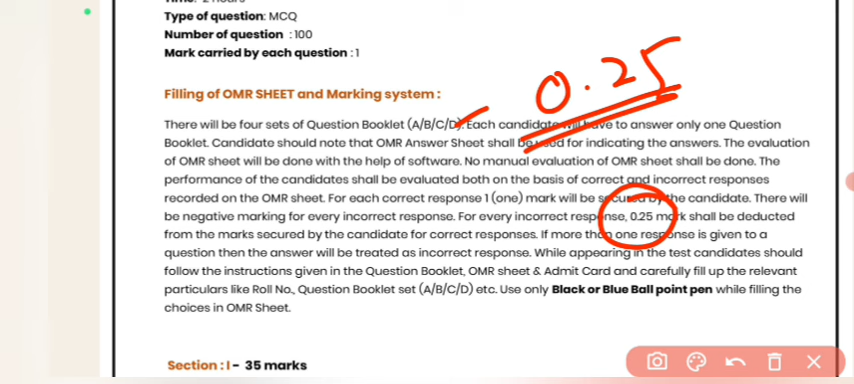 Type of question: MCQ
Number of question : 100
Mark carried by each question : 1
Filling of OMR SHEET and Marking system :
0.25
There will be four sets of Question Booklet (A/B/C/D). Each candidate will have to answer only one Question
Booklet. Candidate should note that OMR Answer Sheet shall be used for indicating the answers. The evaluation
of OMR sheet will be done with the help of software. No manual evaluation of OMR sheet shall be done. The
performance of the candidates shall be evaluated both on the basis of correct and incorrect responses
recorded on the OMR sheet. For each correct response 1 (one) mark will be secured by the candidate. There will
be negative marking for every incorrect response. For every incorrect response, 0.25 mark shall be deducted
from the marks secured by the candidate for correct responses. If more than one response is given to a
question then the answer will be treated as incorrect response. While appearing in the test candidates should
follow the instructions given in the Question Booklet, OMR sheet & Admit Card and carefully fill up the relevant
particulars like Roll No., Question Booklet set (A/B/C/D) etc. Use only Black or Blue Ball point pen while filling the
choices in OMR Sheet.
Section : I - 35 marks